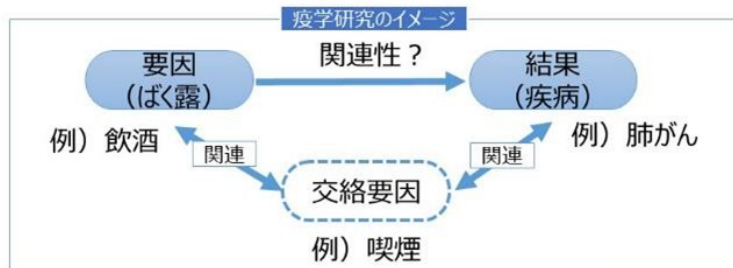 疫学研究のイメージ
要因
（ばく露）
関連性？
結果
（疾病）
例）飲酒
関連
関連
例）肺がん
交絡要因
例）喫煙